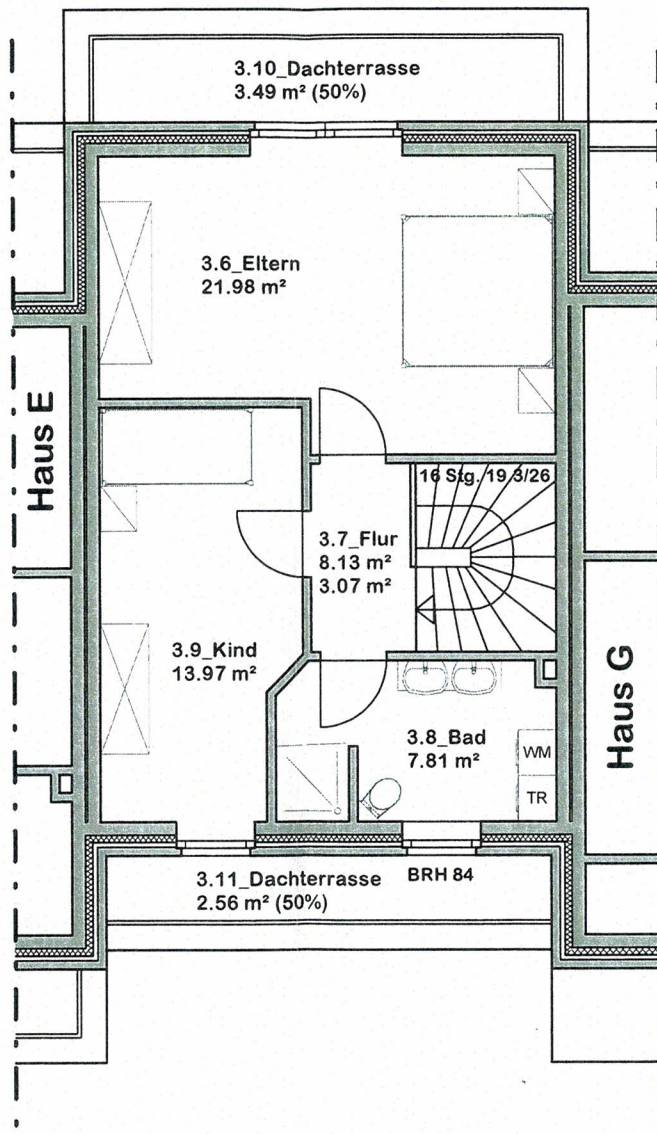 3.10_Dachterrasse
3.49 m² (50%)
3.6_Eltern
21.98 m²
Haus E
16 Stg. 19 3/26
3.7_Flur
8.13 m²
3.07 m²
3.9_Kind
13.97 m²
Haus G
3.8_Bad
7.81 m²
WM
TR
3.11_Dachterrasse
2.56 m² (50%)
BRH 84